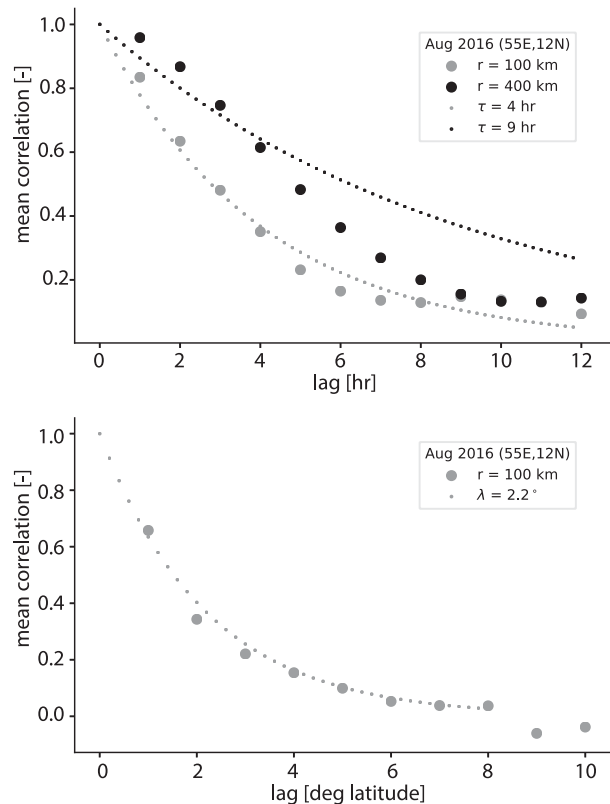 1.0
0.8
0.6
0.4
0.2
mean correlation [-]
Aug 2016 (55E,12N)
r = 100 km
r = 400 km
τ = 4 hr
τ = 9 hr
0 2 4 6 8 10 12
lag [hr]
1.0
0.8
0.6
0.4
0.2
0.0
mean correlation [-]
Aug 2016 (55E,12N)
r = 100 km
λ = 2.2°
0 2 4 6 8 10
lag [deg latitude]